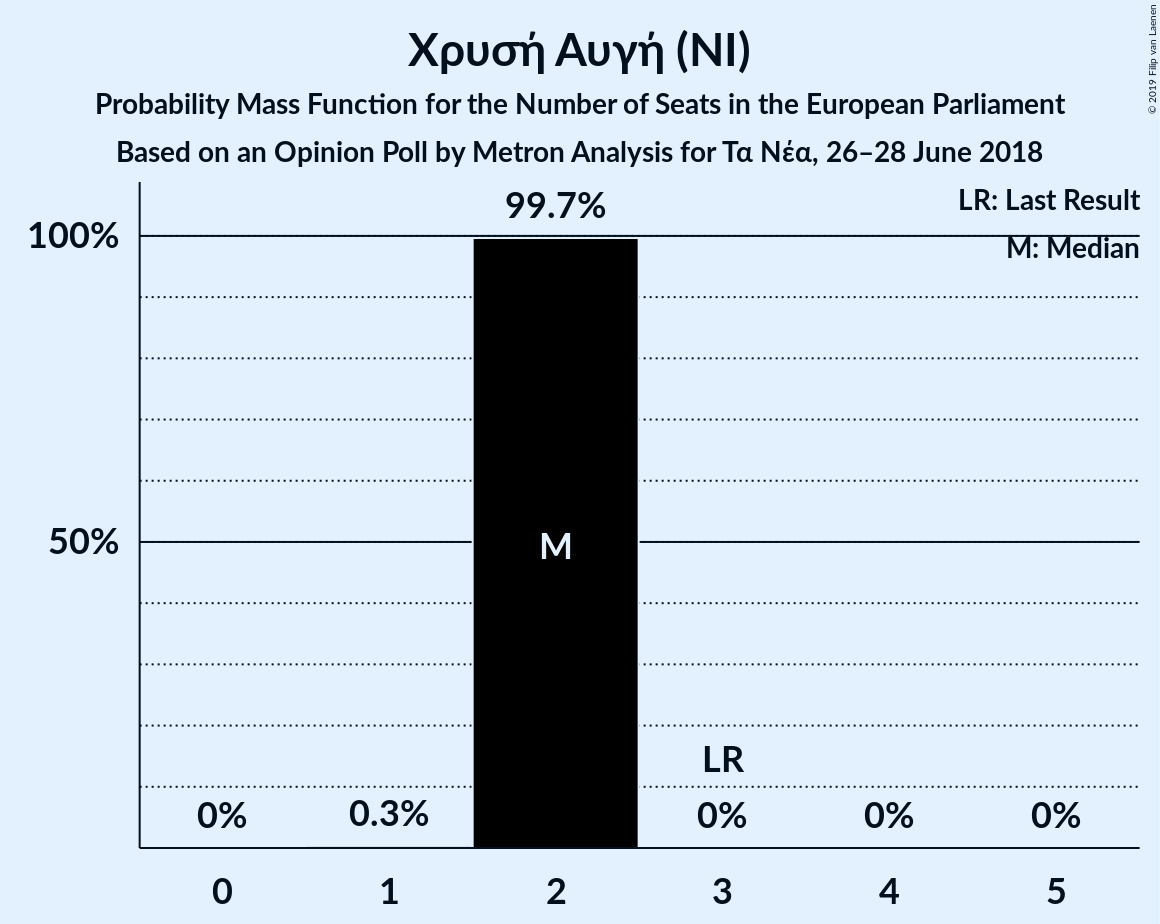 Χρυσή Αυγή (NI)
Probability Mass Function for the Number of Seats in the European Parliament
Based on an Opinion Poll by Metron Analysis for Τα Νέα, 26–28 June 2018
© 2019 Filip van Laenen
LR: Last Result
M: Median
99.7%
100%
50%
M
LR
0%
0.3%
0%
0%
0%
0
1
2
3
4
5